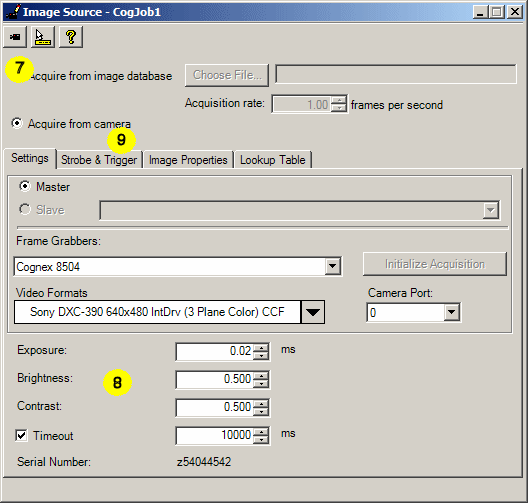 Image Source - CogJob1
?
7
Acquire from image database Choose File...
Acquisition rate: 1.00 frames per second
Acquire from camera
9
Settings Strobe & Trigger Image Properties Lookup Table
Master
Slave
Frame Grabbers:
Cognex 8504 Initialize Acquisition
Video Formats Camera Port:
Sony DXC-390 640x480 IntDrv (3 Plane Color) CCF 0
Exposure: 0.02 ms
Brightness: 8 0.500
Contrast: 0.500
Timeout 10000 ms
Serial Number: z54044542